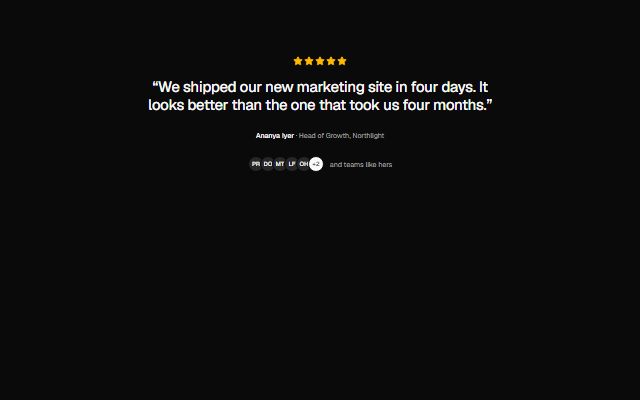 “We shipped our new marketing site in four days. It
looks better than the one that took us four months.”
Ananya Iyer · Head of Growth, Northlight
PR DG MT LF OH +2 and teams like hers